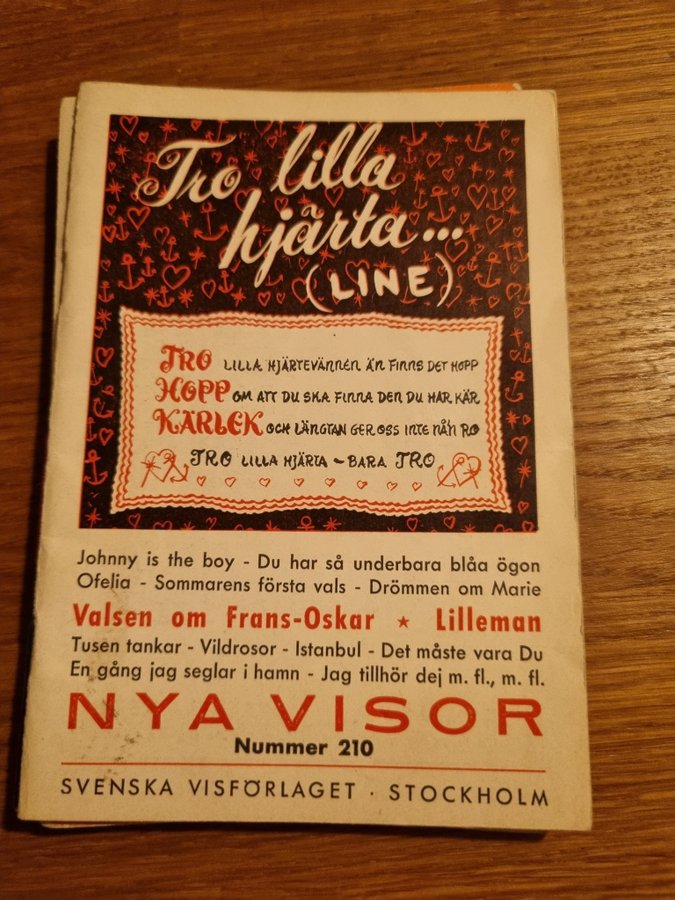 Tro lilla
hjärta...
(LINE)
TRO LILLA HJÄRTEVÄNNEN ÄN FINNS DET HOPP
HOPP OM ATT DU SKA FINNA DEN DU HAR KÄR
KÄRLEK OCH LÄNGTAN GER OSS INTE NÅ'N RO
TRO LILLA HJÄRTA - BARA TRO
Johnny is the boy - Du har så underbara blåa ögon
Ofelia - Sommarens första vals - Drömmen om Marie
Valsen om Frans-Oskar ★ Lilleman
Tusen tankar - Vildrosor - Istanbul - Det måste vara Du
En gång jag seglar i hamn - Jag tillhör dej m. fl., m. fl.
NYA VISOR
Nummer 210
SVENSKA VISFÖRLAGET · STOCKHOLM